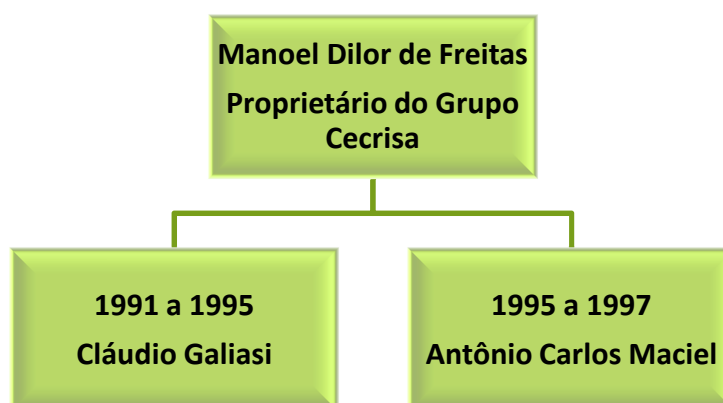 Manoel Dilor de Freitas
Proprietário do Grupo
Cecrisa
1991 a 1995
Cláudio Galiasi
1995 a 1997
Antônio Carlos Maciel